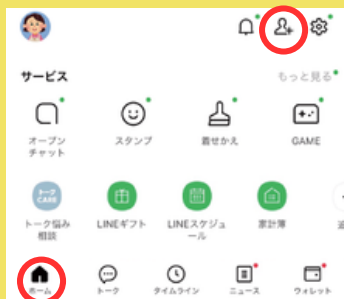 サービス
もっと見る
オープン
チャット
スタンプ
着せかえ
GAME
トーク
CARE
トーク悩み
相談
LINEギフト
LINEスケジュ
ール
家計簿
追
ホーム
トーク
タイムライン
ニュース
ウォレット